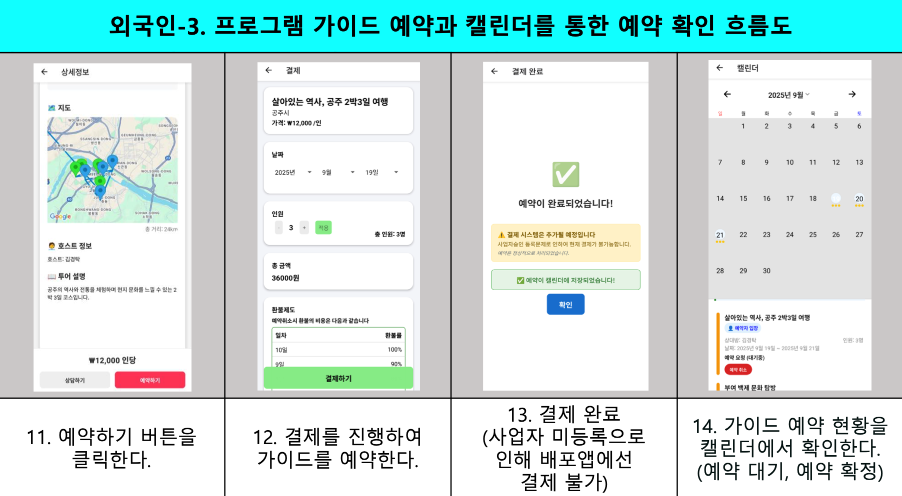 외국인-3. 프로그램 가이드 예약과 캘린더를 통한 예약 확인 흐름도
← 상세정보
🗺️ 지도
Google
총 거리: 24km
🧑 호스트 정보
호스트: 김경탁
📖 투어 설명
공주의 역사와 전통을 체험하며 현지 문화를 느낄 수 있는 2
박 3일 코스입니다.
₩12,000 인당
상담하기 예약하기
11. 예약하기 버튼을
클릭한다.
← 결제
살아있는 역사, 공주 2박3일 여행
공주시
가격: ₩12,000 /인
날짜
2025년 9월 19일
인원
- 3 + 적용
총 인원: 3명
총 금액
36000원
환불제도
예약취소시 환불의 비용은 다음과 같습니다
일차 환불률
10일 100%
9일 90%
결제하기
12. 결제를 진행하여
가이드를 예약한다.
← 결제 완료
✅
예약이 완료되었습니다!
⚠️ 결제 시스템은 추가될 예정입니다
사업자승인 등록문제로 인하여 현재 결제가 불가능합니다.
예약은 정상적으로 처리되었습니다.
✅ 예약이 캘린더에 저장되었습니다!
확인
13. 결제 완료
(사업자 미등록으로
인해 배포앱에선
결제 불가)
← 캘린더
← 2025년 9월 →
일 월 화 수 목 금 토
1 2 3 4 5 6
7 8 9 10 11 12 13
14 15 16 17 18 19 20
21 22 23 24 25 26 27
28 29 30
살아있는 역사, 공주 2박3일 여행
👤 예약자 입장
상대방: 김경탁 인원: 3명
날짜: 2025년 9월 19일 ~ 2025년 9월 21일
예약 요청 (대기중)
예약 취소
부여 백제 문화 탐방
14. 가이드 예약 현황을
캘린더에서 확인한다.
(예약 대기, 예약 확정)